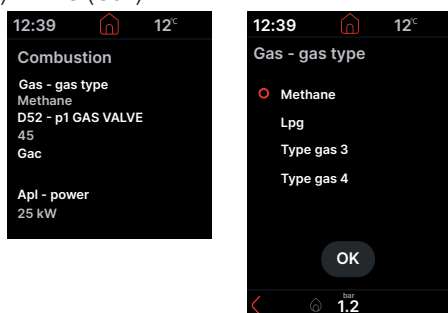 12:39 12°C
Combustion
Gas - gas type
Methane
D52 - p1 GAS VALVE
45
Gac
Apl - power
25 kW
12:39 12°C
Gas - gas type
Methane
Lpg
Type gas 3
Type gas 4
OK
bar
1.2